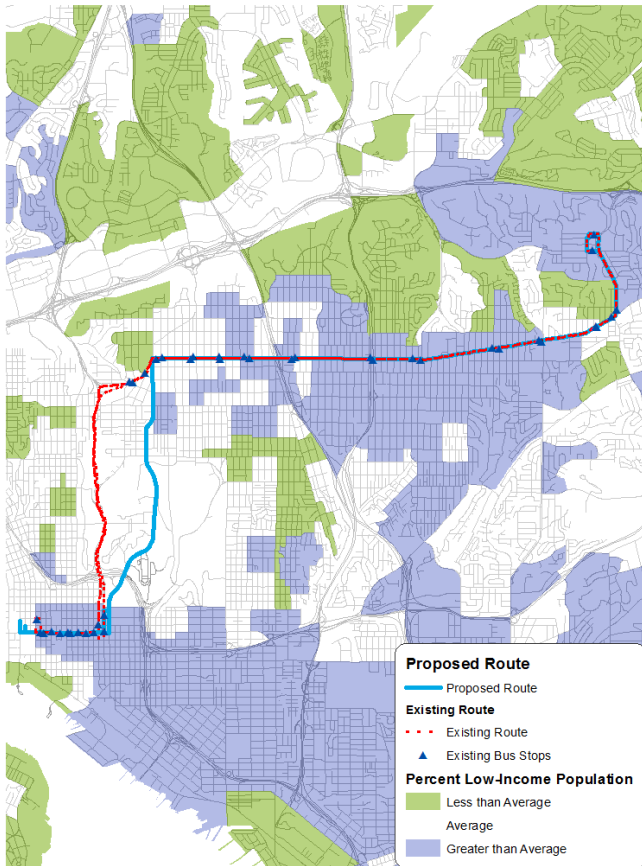 Proposed Route
Proposed Route
Existing Route
Existing Route
Existing Bus Stops
Percent Low-Income Population
Less than Average
Average
Greater than Average